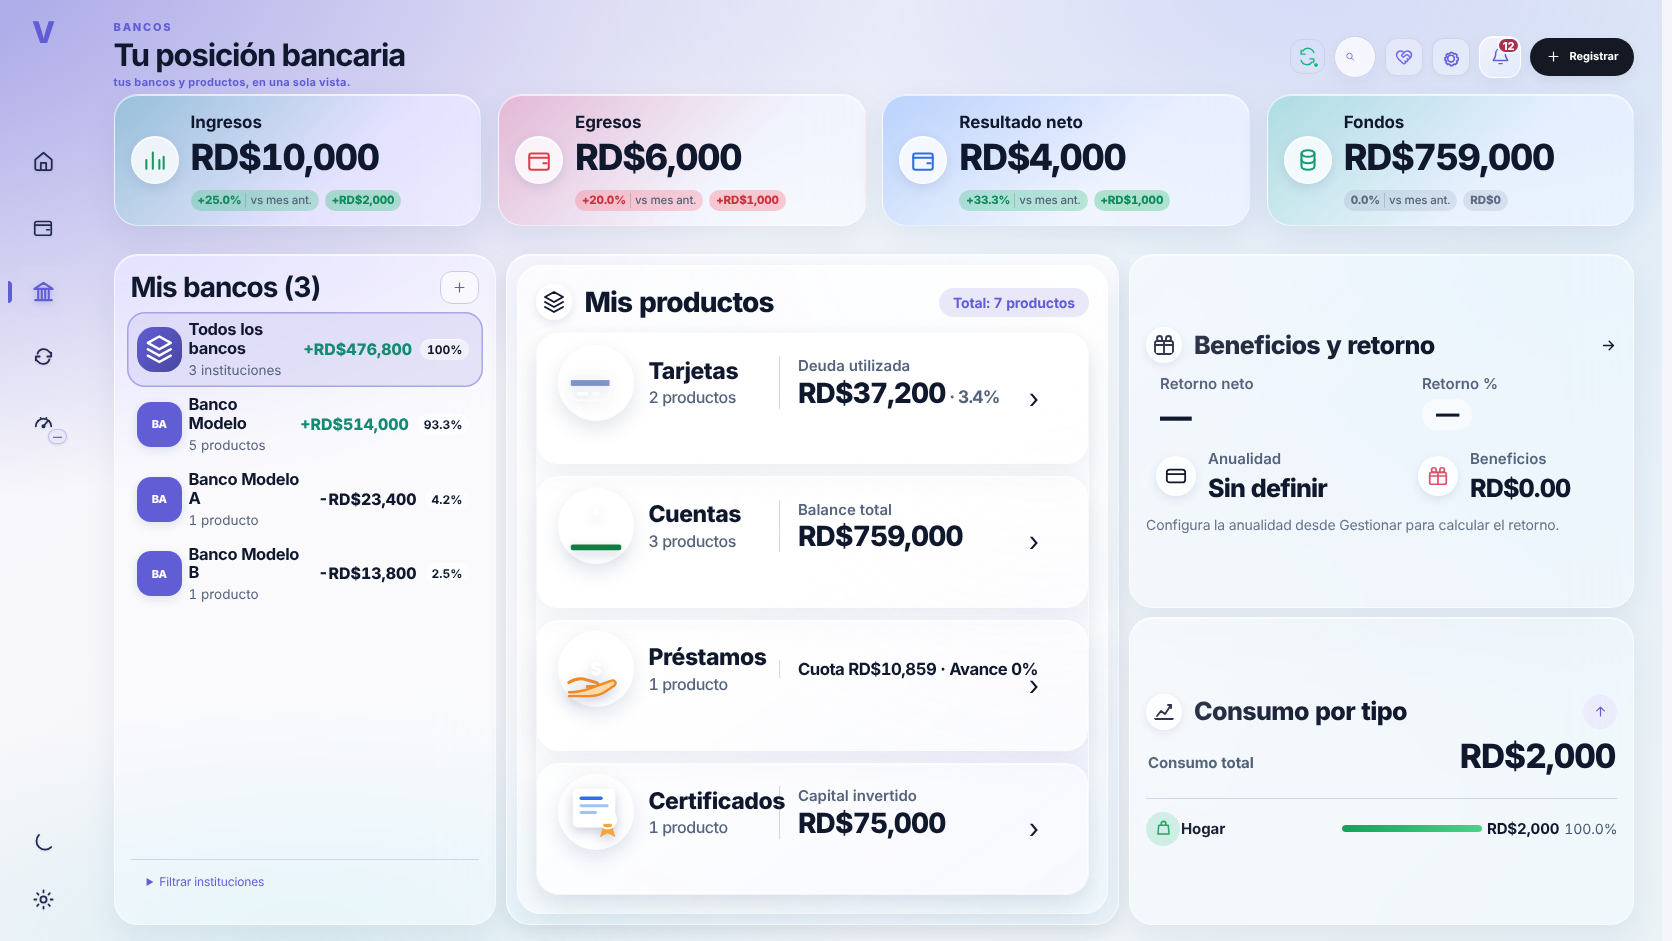 V
BANCOS
Tu posición bancaria
tus bancos y productos, en una sola vista.
12
Registrar
Ingresos
RD$10,000
+25.0% vs mes ant. +RD$2,000
Egresos
RD$6,000
+20.0% vs mes ant. +RD$1,000
Resultado neto
RD$4,000
+33.3% vs mes ant. +RD$1,000
Fondos
RD$759,000
0.0% vs mes ant. RD$0
Mis bancos (3)
Todos los
bancos
3 instituciones
+RD$476,800 100%
BA
Banco
Modelo
5 productos
+RD$514,000 93.3%
BA
Banco Modelo
A
1 producto
-RD$23,400 4.2%
BA
Banco Modelo
B
1 producto
-RD$13,800 2.5%
Filtrar instituciones
Mis productos
Total: 7 productos
Tarjetas
2 productos
Deuda utilizada
RD$37,200 · 3.4%
Cuentas
3 productos
Balance total
RD$759,000
Préstamos
1 producto
Cuota RD$10,859 · Avance 0%
Certificados
1 producto
Capital invertido
RD$75,000
Beneficios y retorno
Retorno neto
—
Retorno %
—
Anualidad
Sin definir
Beneficios
RD$0.00
Configura la anualidad desde Gestionar para calcular el retorno.
Consumo por tipo
Consumo total
RD$2,000
Hogar
RD$2,000 100.0%